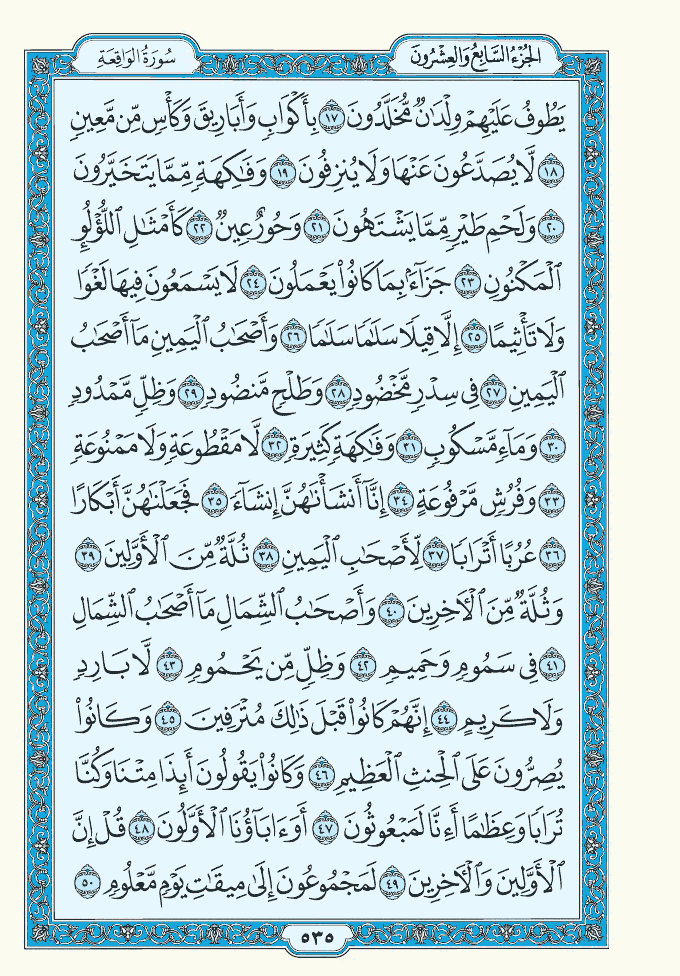 الجُزْءُ السَّابِعُ وَالعِشْرُونَ
سُورَةُ الوَاقِعَةِ
يَطُوفُ عَلَيْهِمْ وِلْدَٰنٌ مُّخَلَّدُونَ ١٧ بِأَكْوَابٍ وَأَبَارِيقَ وَكَأْسٍ مِّن مَّعِينٍ
١٨ لَّا يُصَدَّعُونَ عَنْهَا وَلَا يُنزِفُونَ ١٩ وَفَٰكِهَةٍ مِّمَّا يَتَخَيَّرُونَ
٢٠ وَلَحْمِ طَيْرٍ مِّمَّا يَشْتَهُونَ ٢١ وَحُورٌ عِينٌ ٢٢ كَأَمْثَٰلِ اللُّؤْلُؤِ
ٱلْمَكْنُونِ ٢٣ جَزَآءًۢ بِمَا كَانُوا۟ يَعْمَلُونَ ٢٤ لَا يَسْمَعُونَ فِيهَا لَغْوًا
وَلَا تَأْثِيمًا ٢٥ إِلَّا قِيلًا سَلَٰمًا سَلَٰمًا ٢٦ وَأَصْحَٰبُ ٱلْيَمِينِ مَآ أَصْحَٰبُ
ٱلْيَمِينِ ٢٧ فِى سِدْرٍ مَّخْضُودٍ ٢٨ وَطَلْحٍ مَّنضُودٍ ٢٩ وَظِلٍّ مَّمْدُودٍ
٣٠ وَمَآءٍ مَّسْكُوبٍ ٣١ وَفَٰكِهَةٍ كَثِيرَةٍ ٣٢ لَّا مَقْطُوعَةٍ وَلَا مَمْنُوعَةٍ
٣٣ وَفُرُشٍ مَّرْفُوعَةٍ ٣٤ إِنَّآ أَنشَأْنَٰهُنَّ إِنشَآءً ٣٥ فَجَعَلْنَٰهُنَّ أَبْكَارًا
٣٦ عُرُبًا أَتْرَابًا ٣٧ لِّأَصْحَٰبِ ٱلْيَمِينِ ٣٨ ثُلَّةٌ مِّنَ ٱلْأَوَّلِينَ ٣٩
وَثُلَّةٌ مِّنَ ٱلْءَاخِرِينَ ٤٠ وَأَصْحَٰبُ ٱلشِّمَالِ مَآ أَصْحَٰبُ ٱلشِّمَالِ
٤١ فِى سَمُومٍ وَحَمِيمٍ ٤٢ وَظِلٍّ مِّن يَحْمُومٍ ٤٣ لَّا بَارِدٍ
وَلَا كَرِيمٍ ٤٤ إِنَّهُمْ كَانُوا۟ قَبْلَ ذَٰلِكَ مُتْرَفِينَ ٤٥ وَكَانُوا۟
يُصِرُّونَ عَلَى ٱلْحِنثِ ٱلْعَظِيمِ ٤٦ وَكَانُوا۟ يَقُولُونَ أَئِذَا مِتْنَا وَكُنَّا
تُرَابًا وَعِظَٰمًا أَءِنَّا لَمَبْعُوثُونَ ٤٧ أَوَءَابَآؤُنَا ٱلْأَوَّلُونَ ٤٨ قُلْ إِنَّ
ٱلْأَوَّلِينَ وَٱلْءَاخِرِينَ ٤٩ لَمَجْمُوعُونَ إِلَىٰ مِيقَٰتِ يَوْمٍ مَّعْلُومٍ ٥٠
٥٣٥